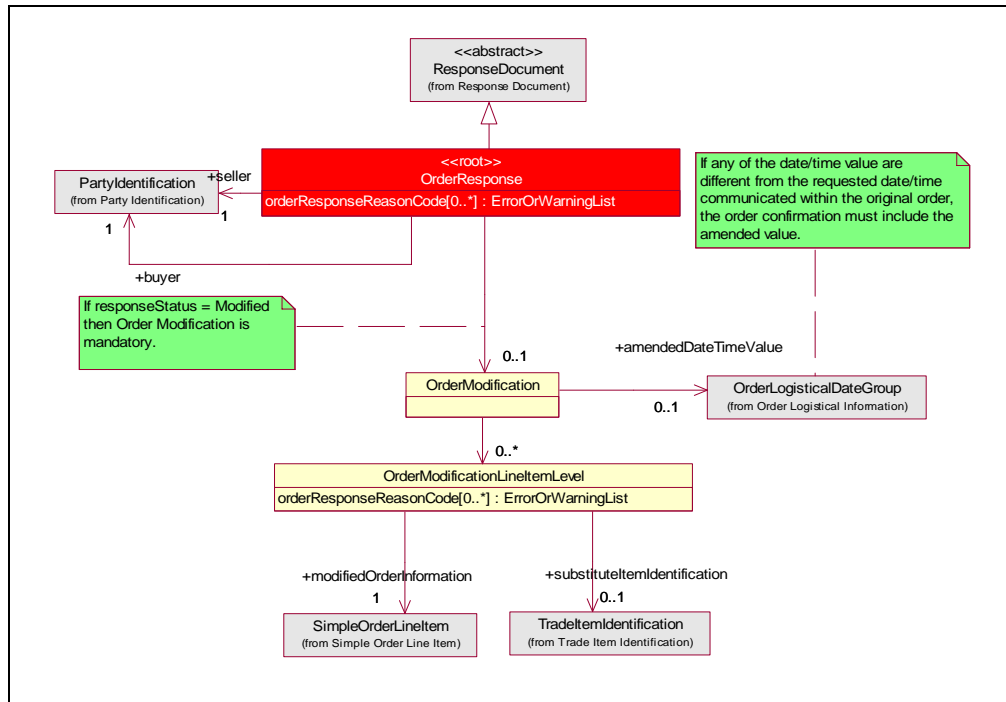 <<abstract>>
ResponseDocument
(from Response Document)
<<root>>
OrderResponse
orderResponseReasonCode[0..*] : ErrorOrWarningList
PartyIdentification
(from Party Identification)
+seller
1
1
+buyer
If any of the date/time value are
different from the requested date/time
communicated within the original order,
the order confirmation must include the
amended value.
If responseStatus = Modified
then Order Modification is
mandatory.
0..1
OrderModification
+amendedDateTimeValue
0..1
OrderLogisticalDateGroup
(from Order Logistical Information)
0..*
OrderModificationLineItemLevel
orderResponseReasonCode[0..*] : ErrorOrWarningList
+modifiedOrderInformation
1
+substituteItemIdentification
0..1
SimpleOrderLineItem
(from Simple Order Line Item)
TradeItemIdentification
(from Trade Item Identification)